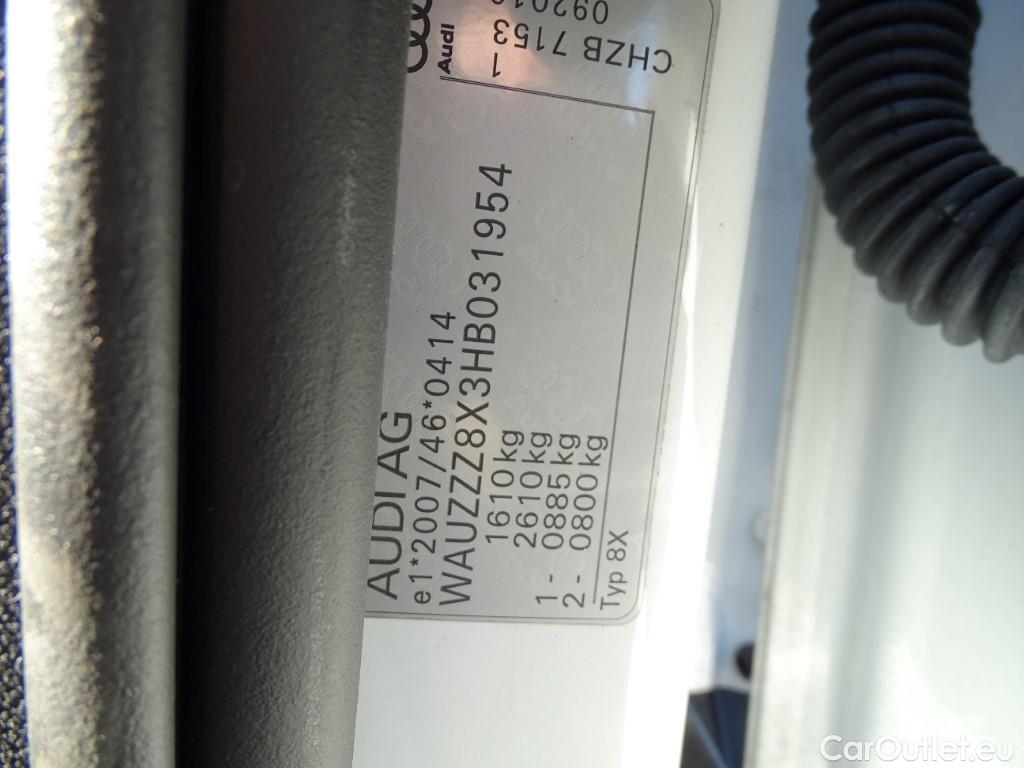 AUDI AG
e1*2007/46*0414
WAUZZZ8X3HB031954
1610kg
2610kg
1- 0885kg
2- 0800kg
Typ 8X
Audi
7153
CHZB
CarOutlet.eu